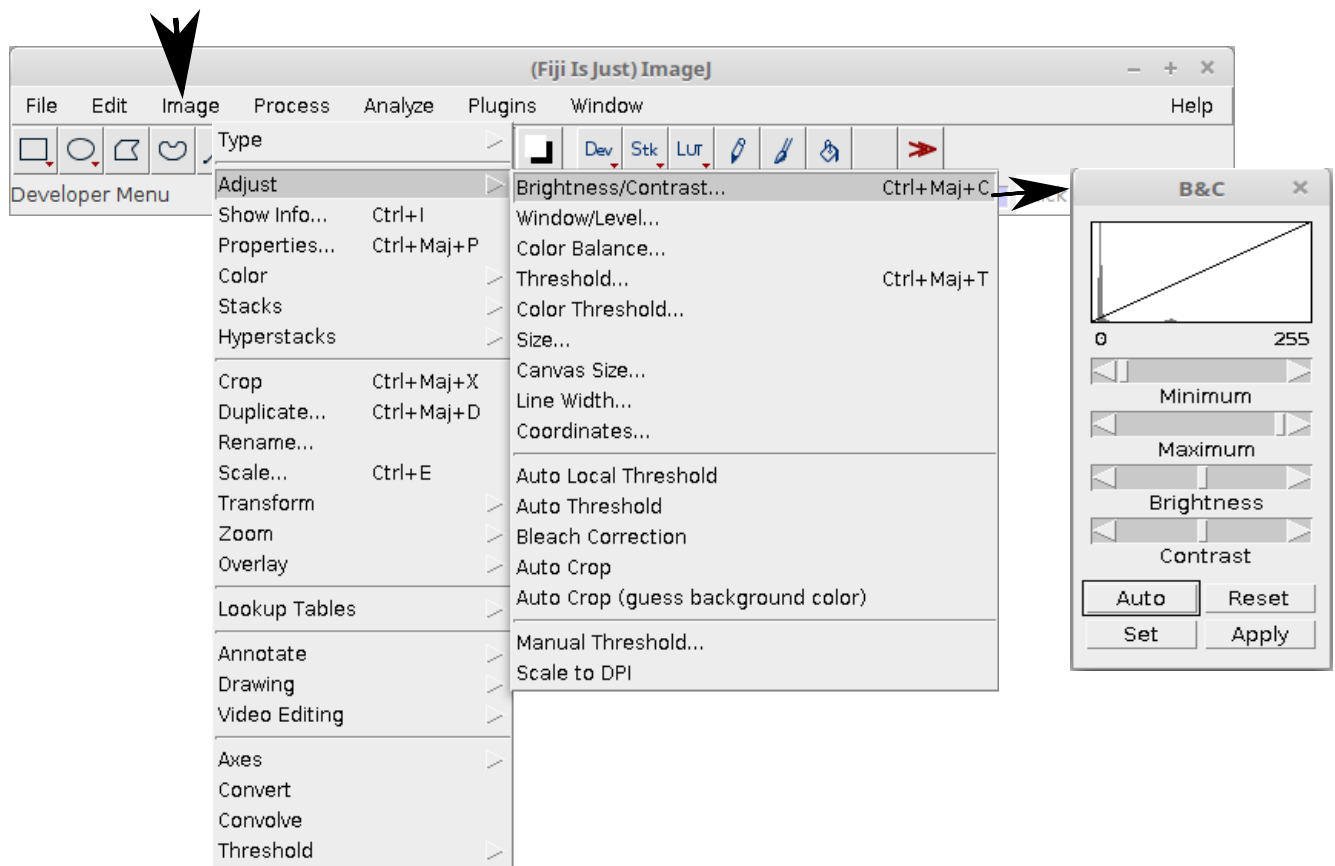 (Fiji Is Just) ImageJ
File Edit Image Process Analyze Plugins Window Help
Dev Stk LUT
Developer Menu
Type
Adjust
Show Info... Ctrl+I
Properties... Ctrl+Maj+P
Color
Stacks
Hyperstacks
Crop Ctrl+Maj+X
Duplicate... Ctrl+Maj+D
Rename...
Scale... Ctrl+E
Transform
Zoom
Overlay
Lookup Tables
Annotate
Drawing
Video Editing
Axes
Convert
Convolve
Threshold
Brightness/Contrast... Ctrl+Maj+C
Window/Level...
Color Balance...
Threshold... Ctrl+Maj+T
Color Threshold...
Size...
Canvas Size...
Line Width...
Coordinates...
Auto Local Threshold
Auto Threshold
Bleach Correction
Auto Crop
Auto Crop (guess background color)
Manual Threshold...
Scale to DPI
B&C
0 255
Minimum
Maximum
Brightness
Contrast
Auto Reset
Set Apply